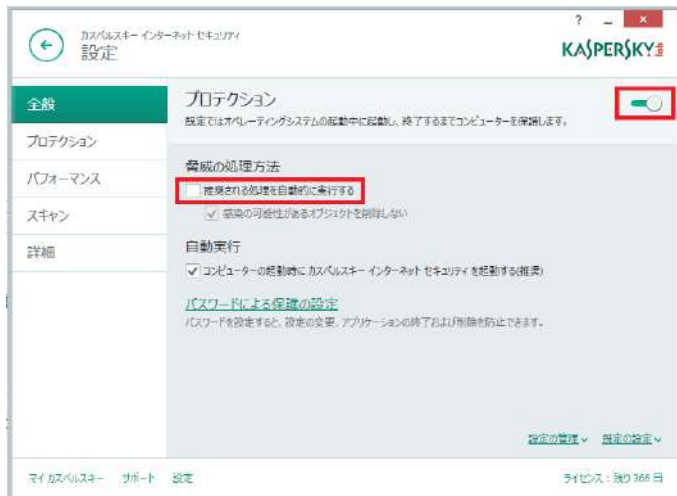 カスペルスキー インターネット セキュリティ
設定
? _ ×
KASPERSKY
全般
プロテクション
パフォーマンス
スキャン
詳細
プロテクション
既定ではオペレーティングシステムの起動中に起動し、終了するまでコンピューターを保護します。
脅威の処理方法
推奨される処理を自動的に実行する
感染の可能性があるオブジェクトを削除しない
自動実行
コンピューターの起動時に カスペルスキー インターネット セキュリティ を起動する(推奨)
パスワードによる保護の設定
パスワードを設定すると、設定の変更、アプリケーションの終了および削除を防止できます。
設定の管理 既定の設定
マイ カスペルスキー サポート 設定
ライセンス : 残り 366 日